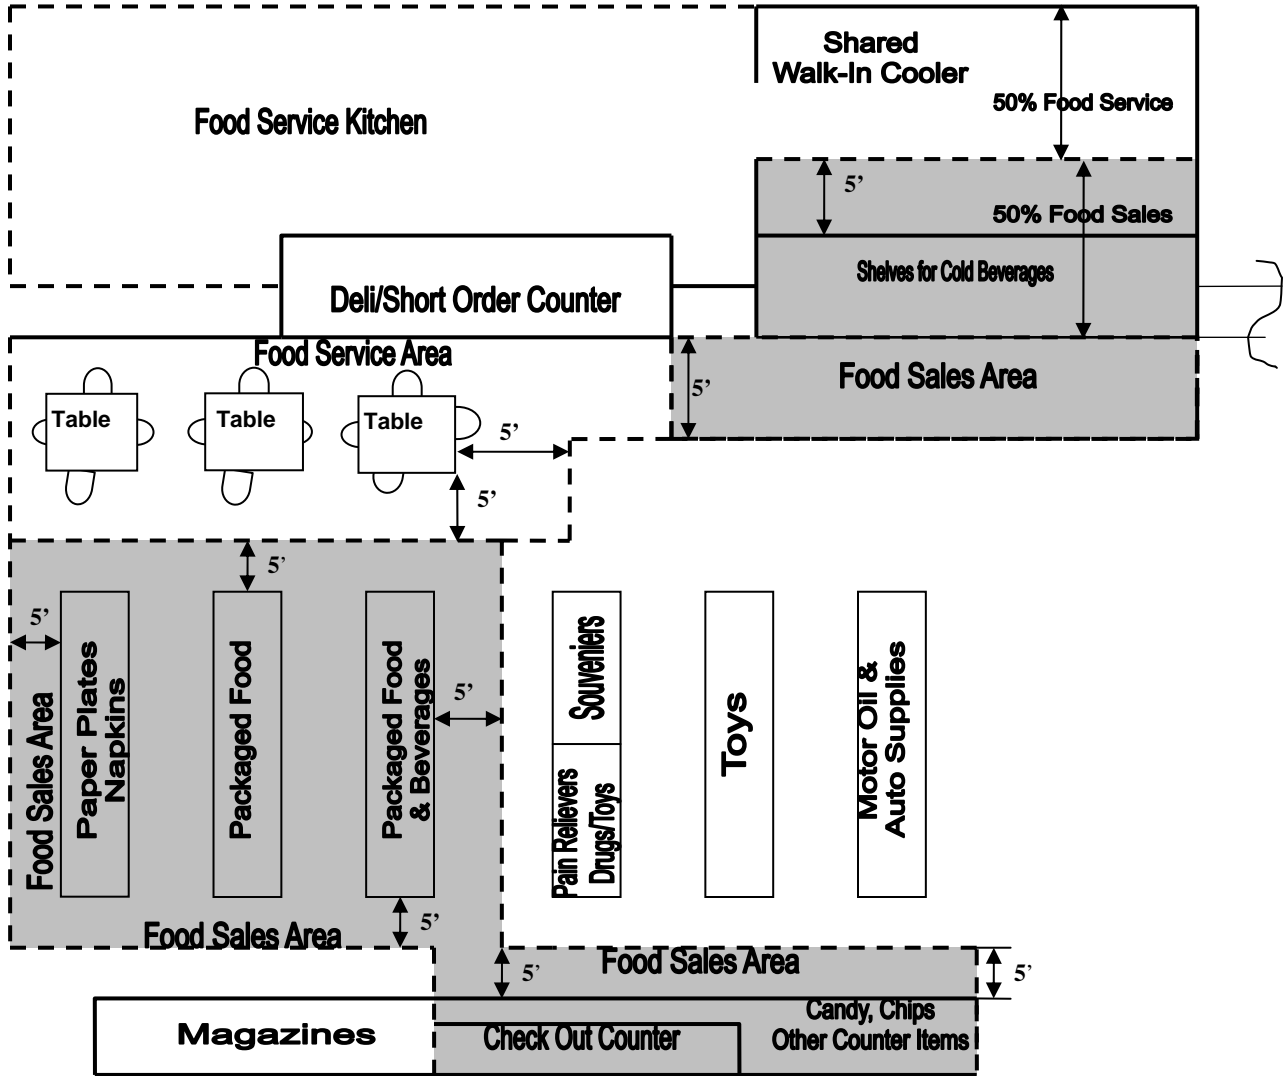 Shared
Walk-In Cooler
50% Food Service
Food Service Kitchen
5’
50% Food Sales
Shelves for Cold Beverages
Deli/Short Order Counter
Food Service Area
Food Sales Area
5’
Table
Table
Table
5’
5’
5’
5’
Food Sales Area
Paper Plates
Napkins
Packaged Food
Packaged Food
& Beverages
5’
Souveniers
Pain Relievers
Drugs/Toys
Toys
Motor Oil &
Auto Supplies
5’
Food Sales Area
5’
Food Sales Area
5’
Magazines
Check Out Counter
Candy, Chips
Other Counter Items